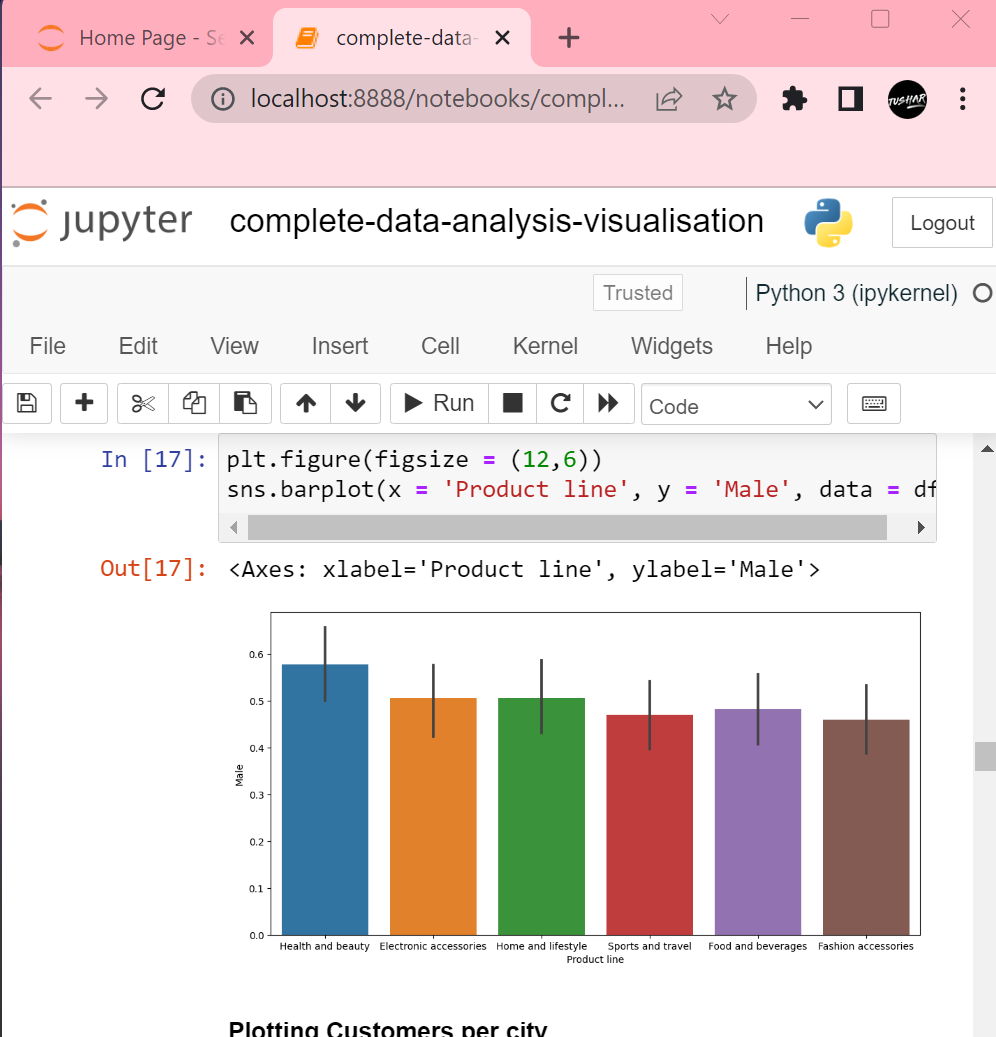 Home Page - Se
complete-data-
localhost:8888/notebooks/compl...
TUSHAR
jupyter
complete-data-analysis-visualisation
Logout
Trusted
Python 3 (ipykernel)
File Edit View Insert Cell Kernel Widgets Help
Run
Code
In [17]: plt.figure(figsize = (12,6))
sns.barplot(x = 'Product line', y = 'Male', data = df
Out[17]: <Axes: xlabel='Product line', ylabel='Male'>
0.6
0.5
0.4
0.3
0.2
0.1
0.0
Male
Health and beauty Electronic accessories Home and lifestyle Sports and travel Food and beverages Fashion accessories
Product line
Plotting Customers per city